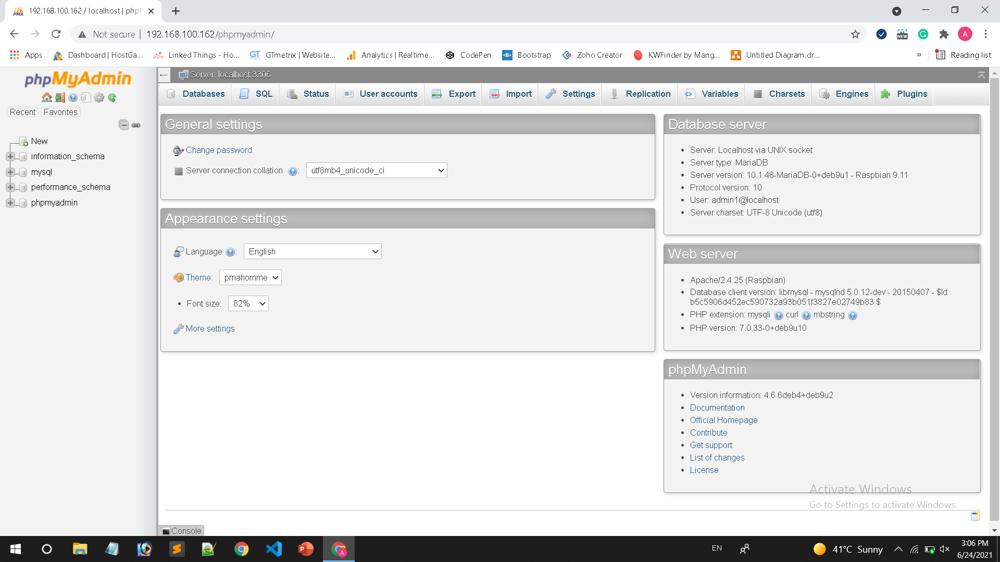 192.168.100.162 / localhost | php
Not secure | 192.168.100.162/phpmyadmin/
A
Apps
Dashboard | HostGa...
Linked Things - Ho...
GTmetrix | Website...
Analytics | Realtime...
CodePen
Bootstrap
Zoho Creator
KWFinder by Mang...
Untitled Diagram.dr...
»
Reading list
phpMyAdmin
Recent
Favorites
New
information_schema
mysql
performance_schema
phpmyadmin
Server: localhost:3306
Databases
SQL
Status
User accounts
Export
Import
Settings
Replication
Variables
Charsets
Engines
Plugins
General settings
Change password
Server connection collation : utf8mb4_unicode_ci
Appearance settings
Language : English
Theme: pmahomme
• Font size: 82%
More settings
Database server
• Server: Localhost via UNIX socket
• Server type: MariaDB
• Server version: 10.1.48-MariaDB-0+deb9u1 - Raspbian 9.11
• Protocol version: 10
• User: admin1@localhost
• Server charset: UTF-8 Unicode (utf8)
Web server
• Apache/2.4.25 (Raspbian)
• Database client version: libmysql - mysqlnd 5.0.12-dev - 20150407 - $Id:
b5c5906d452ec590732a93b051f3827e02749b83 $
• PHP extension: mysqli curl mbstring
• PHP version: 7.0.33-0+deb9u10
phpMyAdmin
• Version information: 4.6.6deb4+deb9u2
• Documentation
• Official Homepage
• Contribute
• Get support
• List of changes
• License
Activate Windows
Go to Settings to activate Windows.
Console
EN
41°C Sunny
3:06 PM
6/24/2021